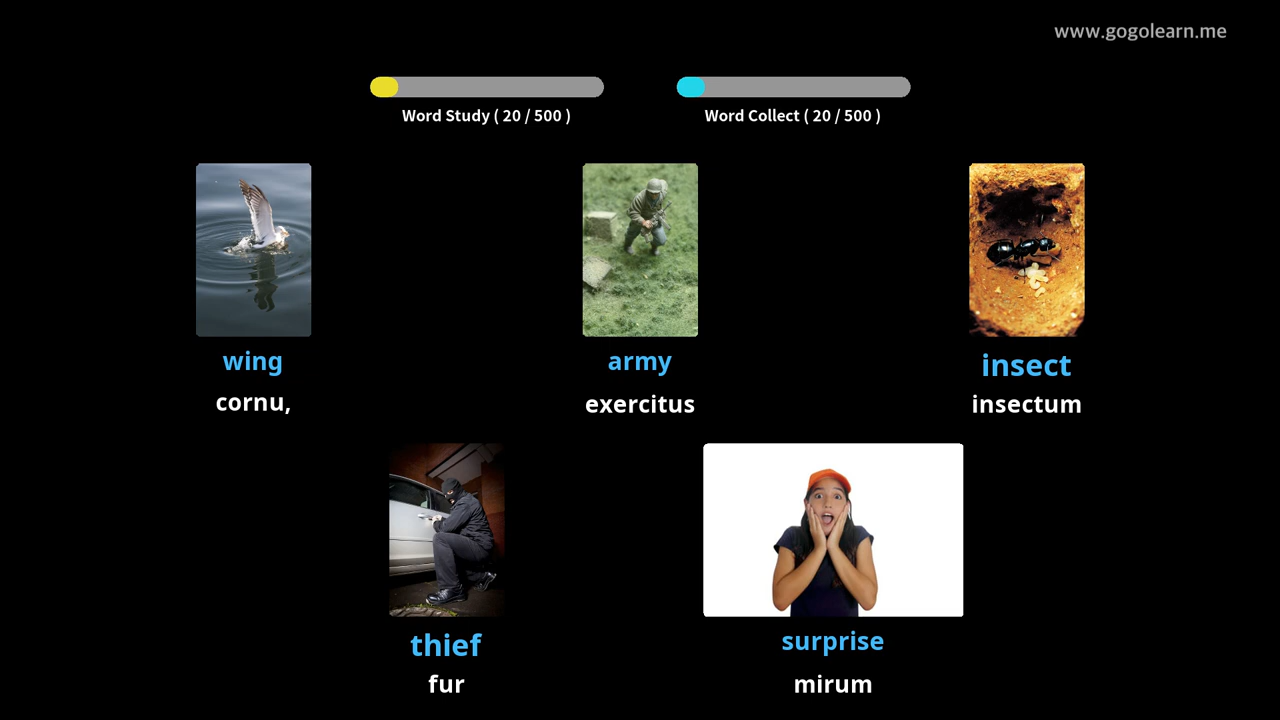 www.gogolearn.me
Word Study ( 20 / 500 )
Word Collect ( 20 / 500 )
wing
army
insect
cornu,
exercitus
insectum
thief
surprise
fur
mirum